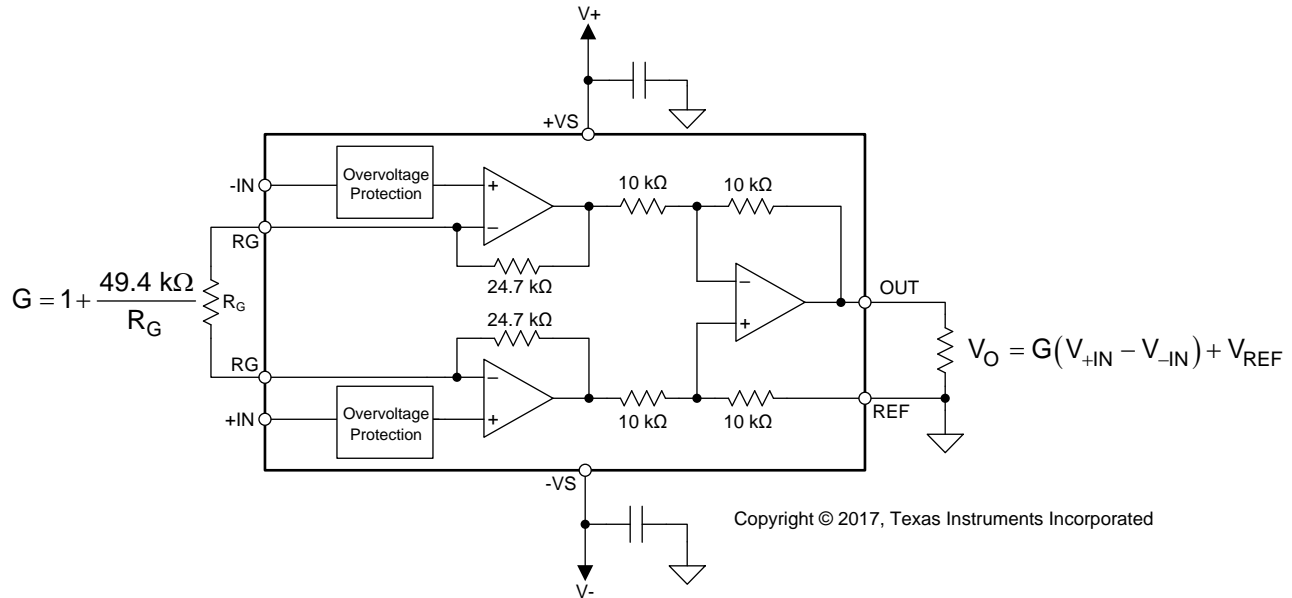 V+
+VS
-IN
Overvoltage
Protection
10 kΩ
10 kΩ
+
−
RG
24.7 kΩ
G = 1 + 49.4 kΩ / R_G
R_G
−
+
OUT
24.7 kΩ
V_O = G(V_+IN − V_−IN) + V_REF
RG
−
+
+IN
Overvoltage
Protection
10 kΩ
10 kΩ
REF
-VS
Copyright © 2017, Texas Instruments Incorporated
V-